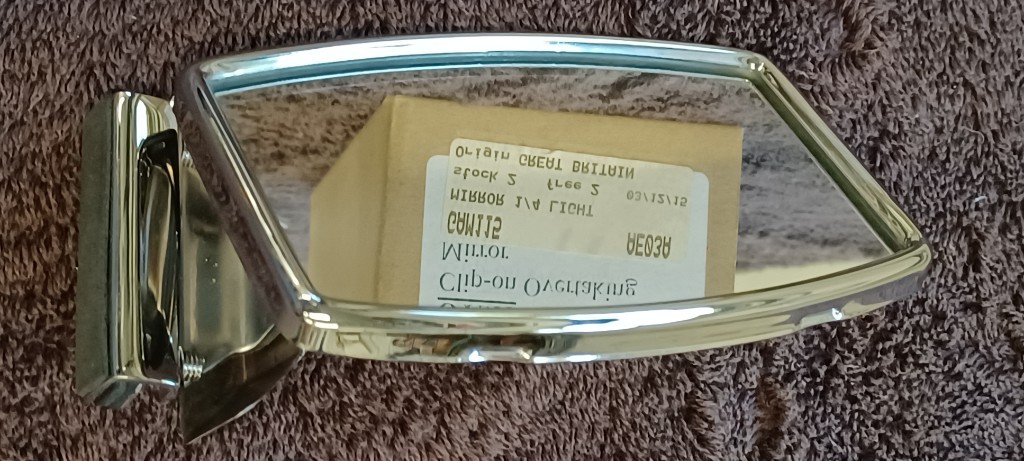 Clip-on Overtaking
Mirror
GAM115 AE03A
MIRROR 1/4 LIGHT
stock 2 free 2 03/12/15
Origin GREAT BRITAIN